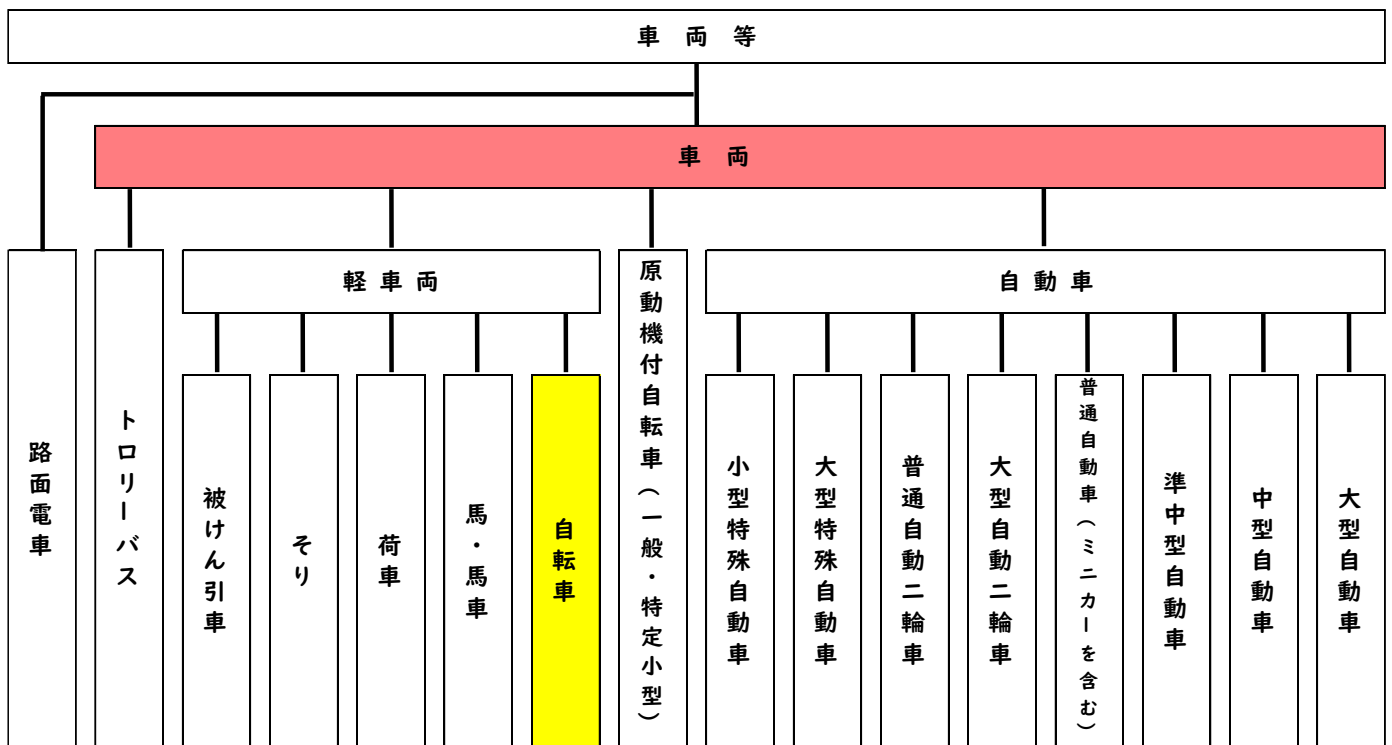 車両等
車両
軽車両
自動車
路面電車
トロリーバス
被けん引車
そり
荷車
馬・馬車
自転車
原動機付自転車（一般・特定小型）
小型特殊自動車
大型特殊自動車
普通自動二輪車
大型自動二輪車
普通自動車（ミニカーを含む）
準中型自動車
中型自動車
大型自動車